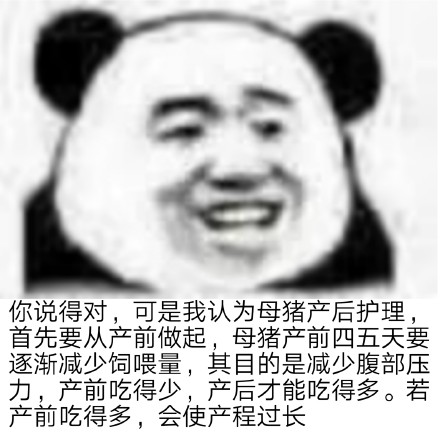 你说得对，可是我认为母猪产后护理，
首先要从产前做起，母猪产前四五天要
逐渐减少饲喂量，其目的是减少腹部压
力，产前吃得少，产后才能吃得多。若
产前吃得多，会使产程过长